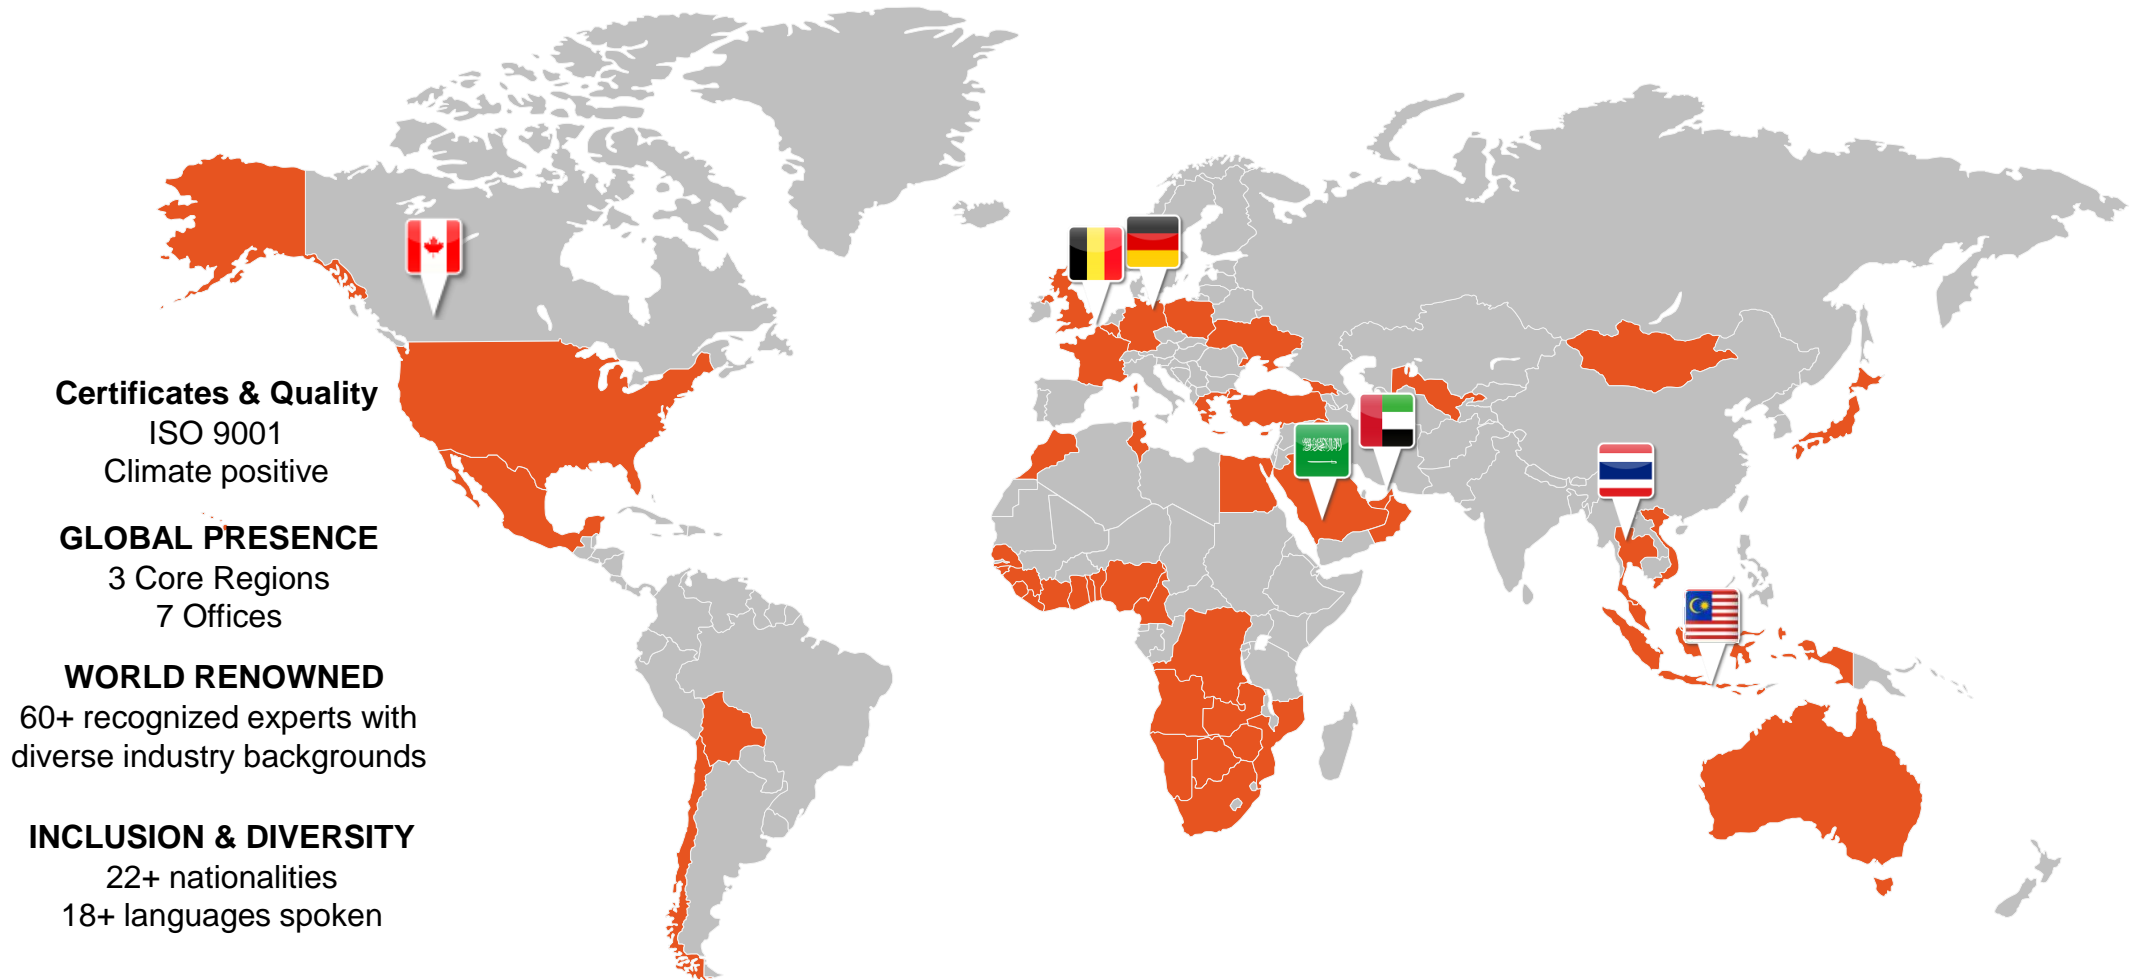 Certificates & Quality
ISO 9001
Climate positive
GLOBAL PRESENCE
3 Core Regions
7 Offices
WORLD RENOWNED
60+ recognized experts with
diverse industry backgrounds
INCLUSION & DIVERSITY
22+ nationalities
18+ languages spoken